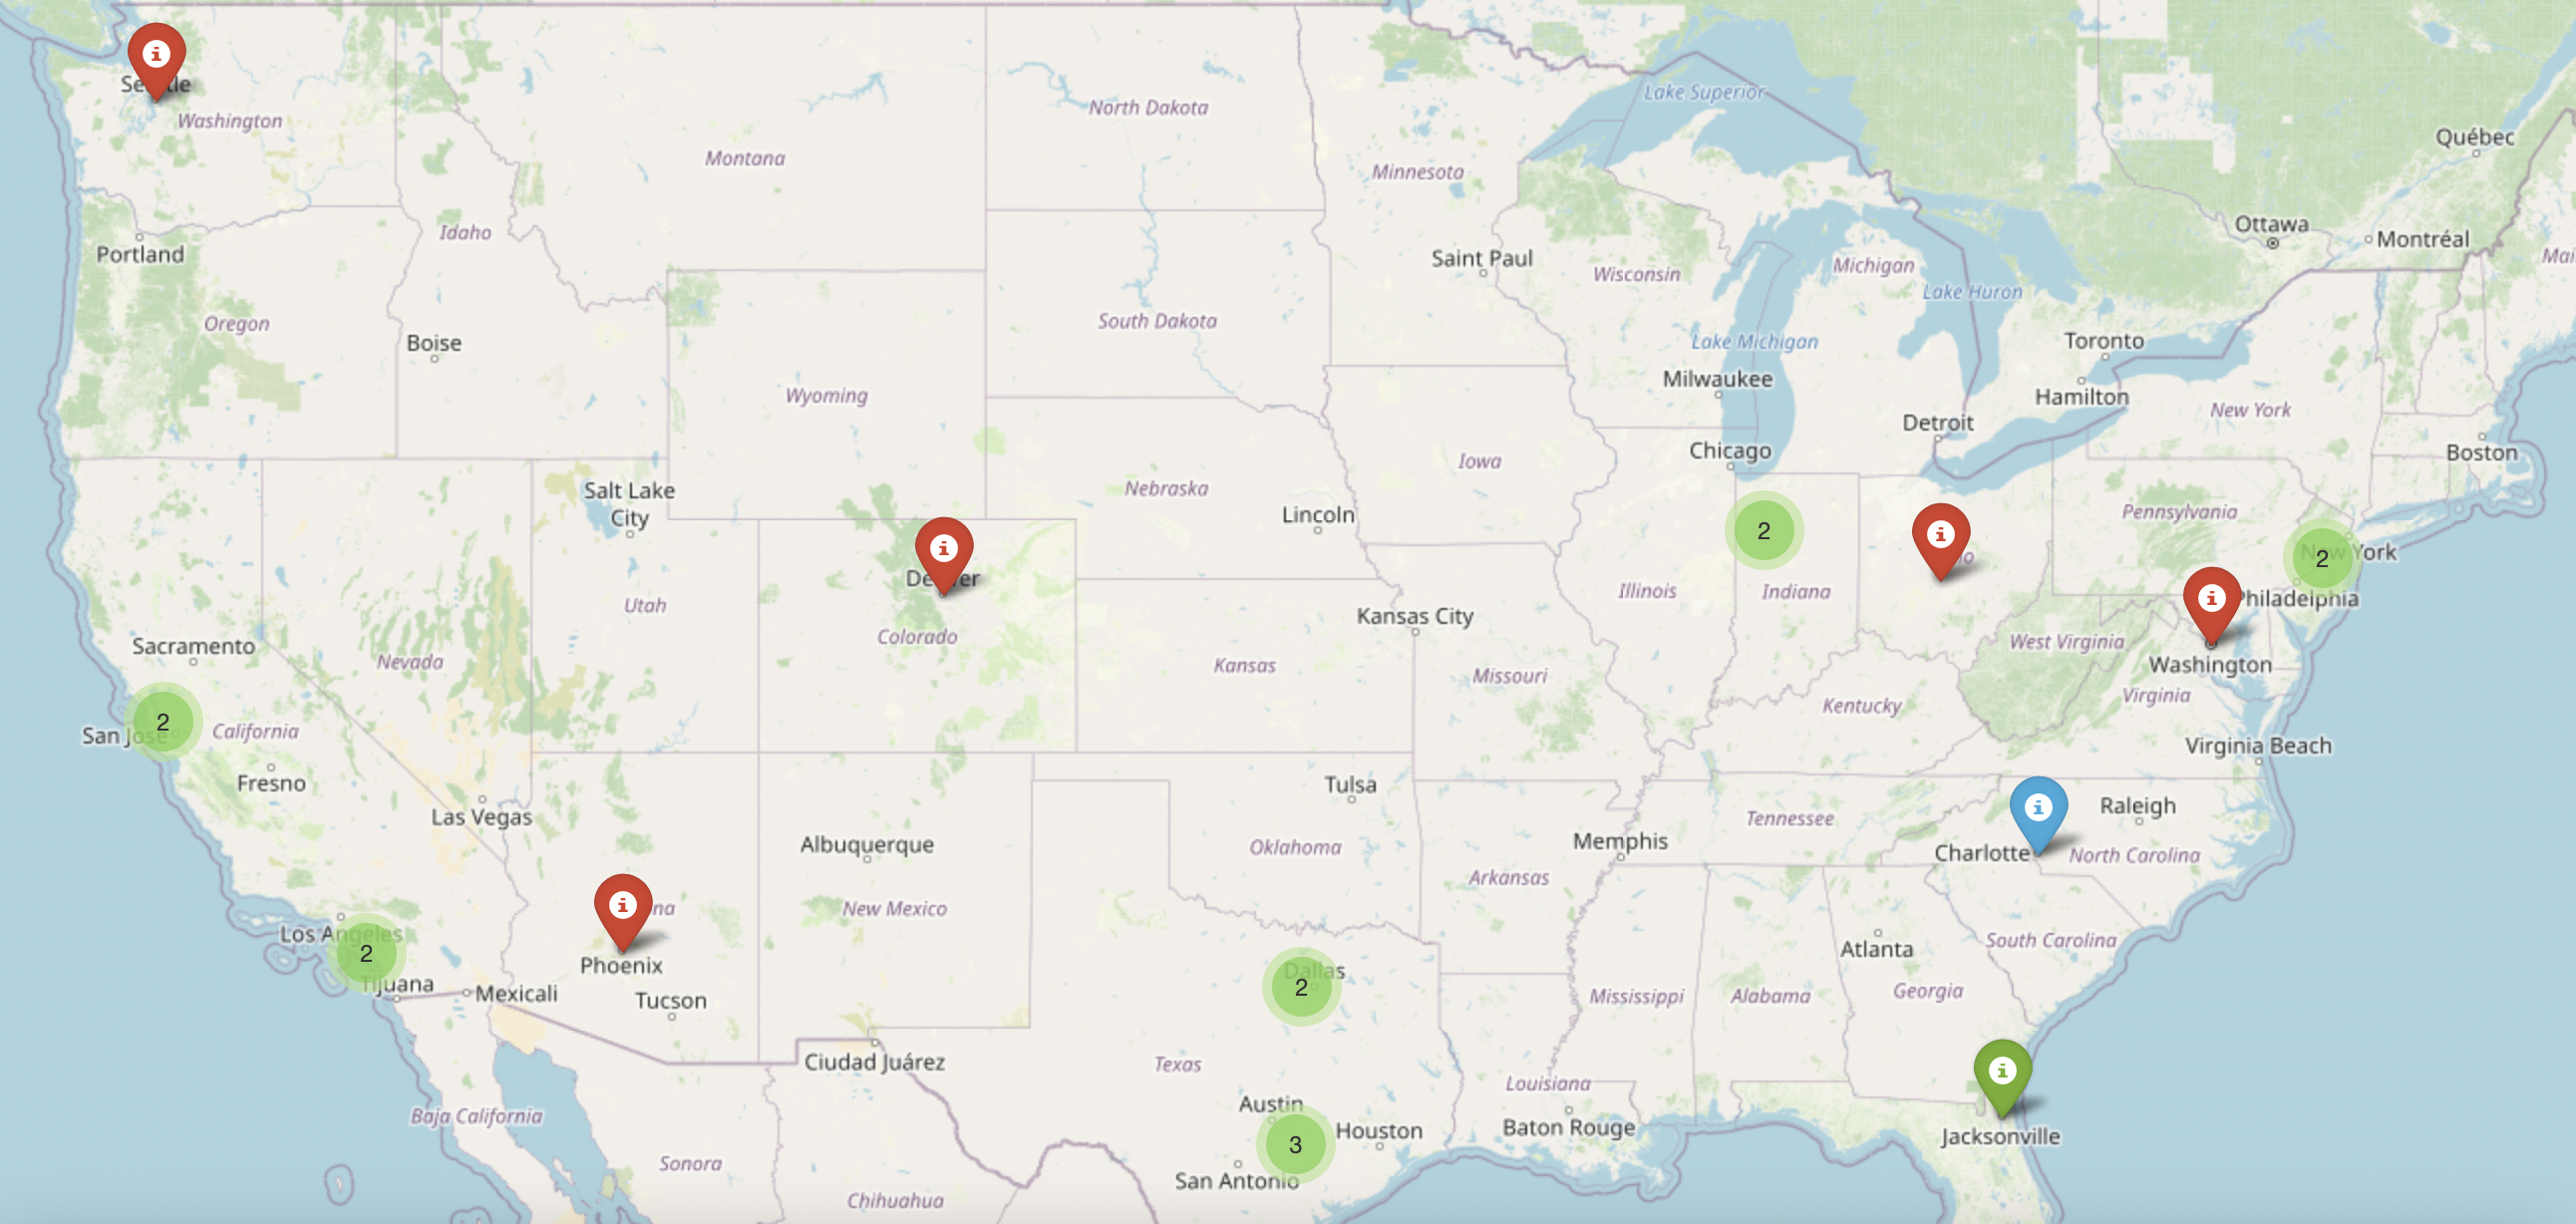 Seattle
Washington
Lake Superior
North Dakota
Québec
Montana
Minnesota
Ottawa
Montréal
Idaho
Portland
Saint Paul
Wisconsin
Michigan
Mai
Lake Huron
South Dakota
Oregon
Boise
Toronto
Lake Michigan
Milwaukee
Hamilton
Wyoming
New York
Detroit
Chicago
Boston
Iowa
Salt Lake
City
Nebraska
Lincoln
Pennsylvania
2
2
New York
Denver
Illinois
Indiana
Philadelphia
Utah
Kansas City
Colorado
Sacramento
West Virginia
Nevada
Kansas
Missouri
Washington
Virginia
Kentucky
2
San Jose
California
Virginia Beach
Fresno
Tulsa
Las Vegas
Raleigh
Tennessee
Albuquerque
Oklahoma
Memphis
Charlotte
North Carolina
Arkansas
New Mexico
na
Los Angeles
2
South Carolina
Atlanta
Phoenix
Dallas
2
Tijuana
Mexicali
Tucson
Mississippi
Alabama
Georgia
Ciudad Juárez
Texas
Louisiana
Austin
Baja California
Houston
3
Baton Rouge
Jacksonville
Sonora
San Antonio
Chihuahua